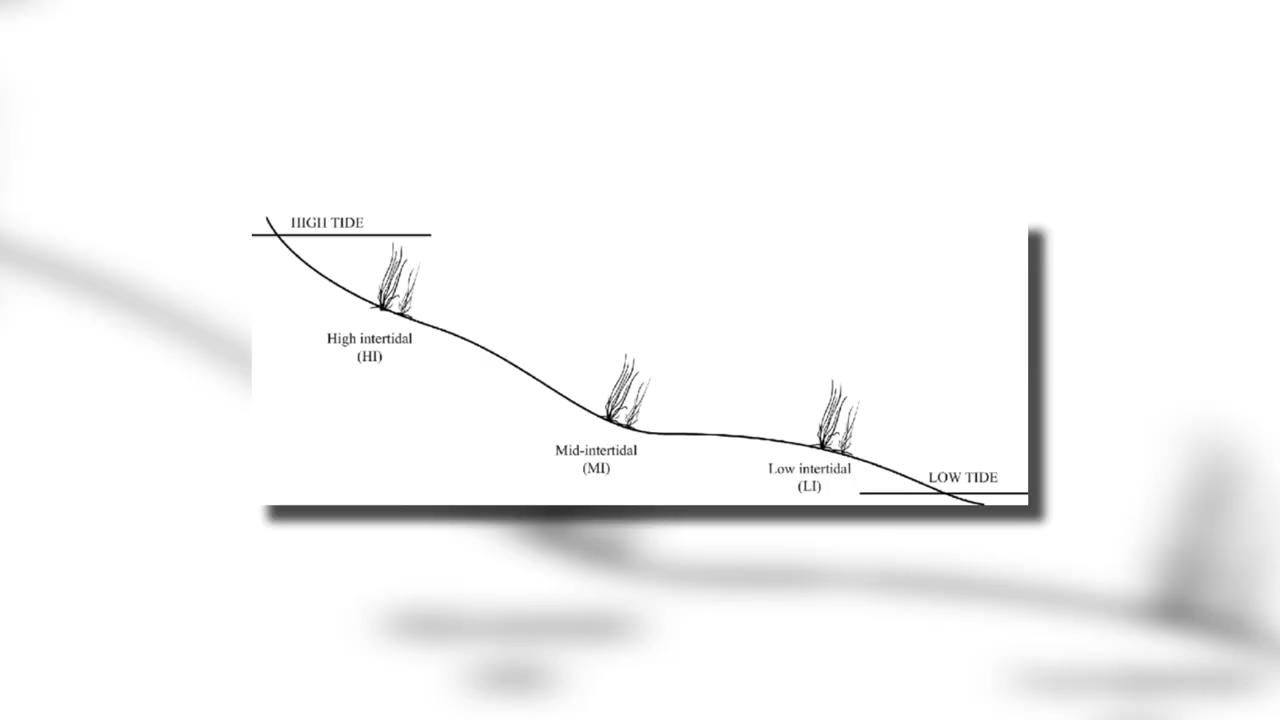 HIGH TIDE
High intertidal
(HI)
Mid-intertidal
(MI)
Low intertidal
(LI)
LOW TIDE